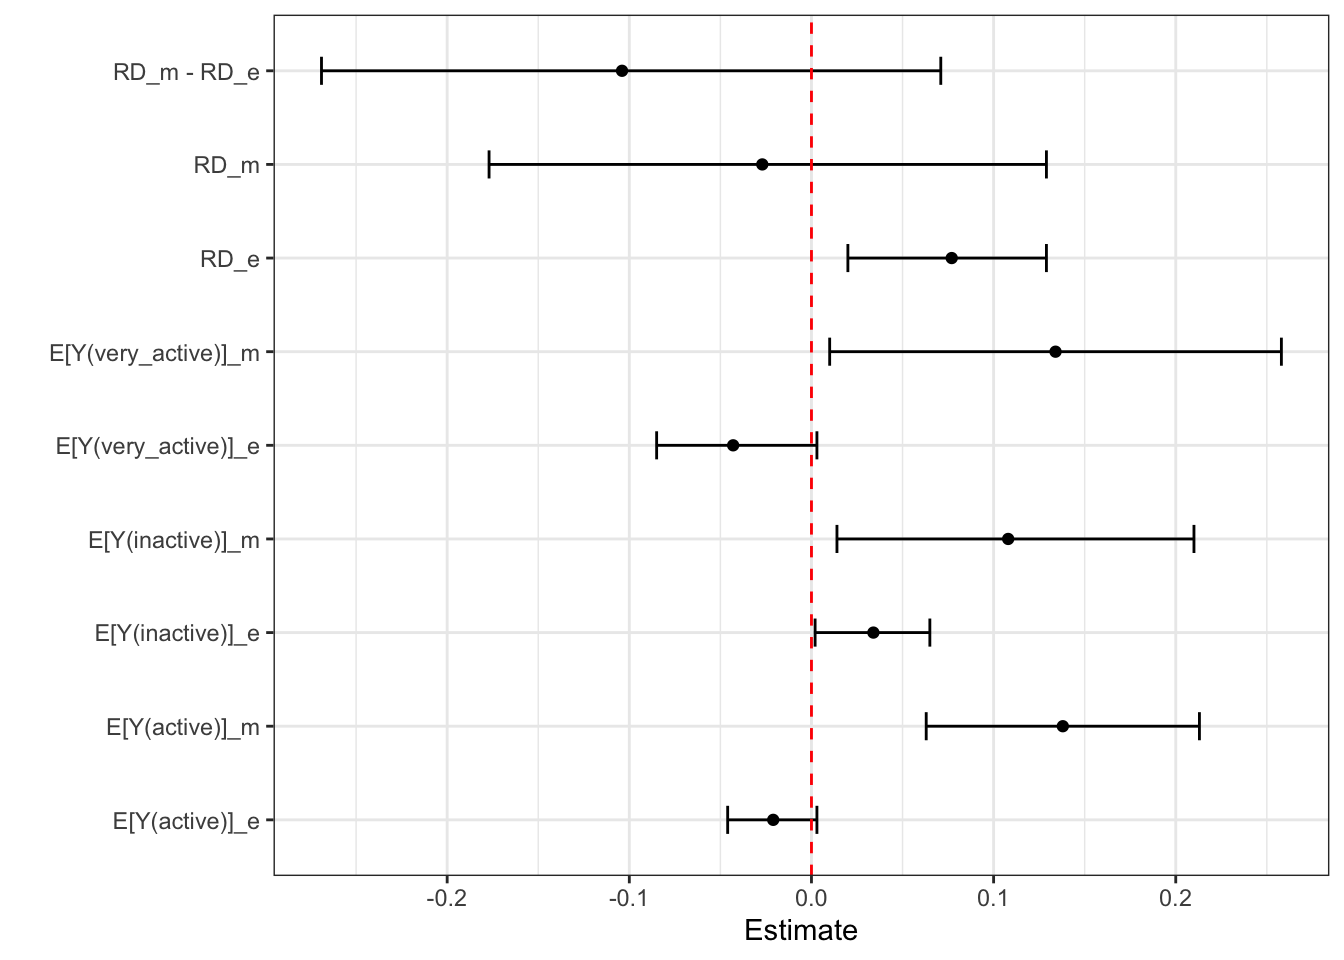 RD_m - RD_e
RD_m
RD_e
E[Y(very_active)]_m
E[Y(very_active)]_e
E[Y(inactive)]_m
E[Y(inactive)]_e
E[Y(active)]_m
E[Y(active)]_e
-0.2 -0.1 0.0 0.1 0.2
Estimate